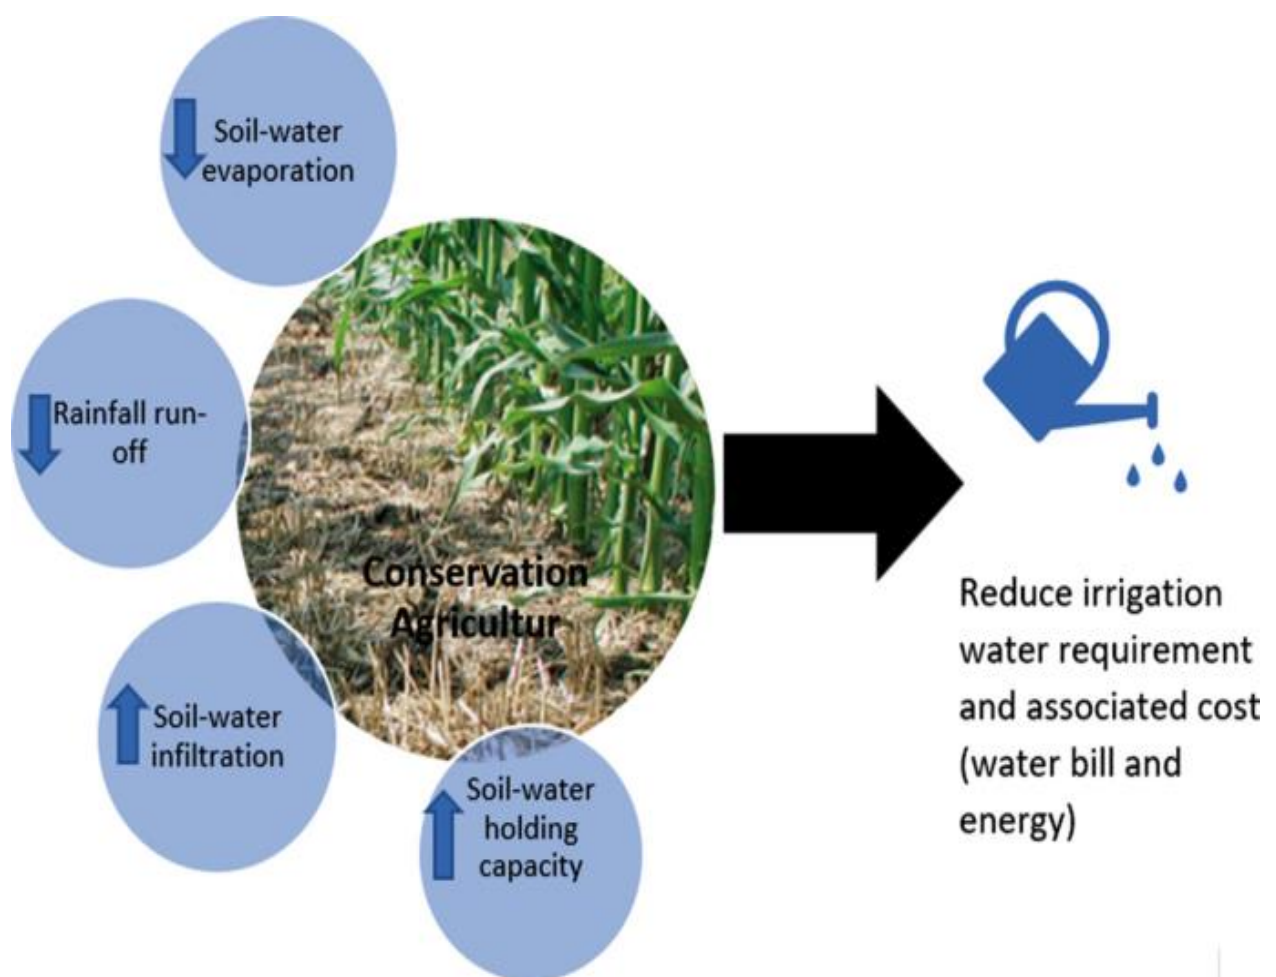 Soil-water
evaporation
Rainfall run-
off
Soil-water
infiltration
Soil-water
holding
capacity
Conservation
Agricultur
Reduce irrigation
water requirement
and associated cost
(water bill and
energy)